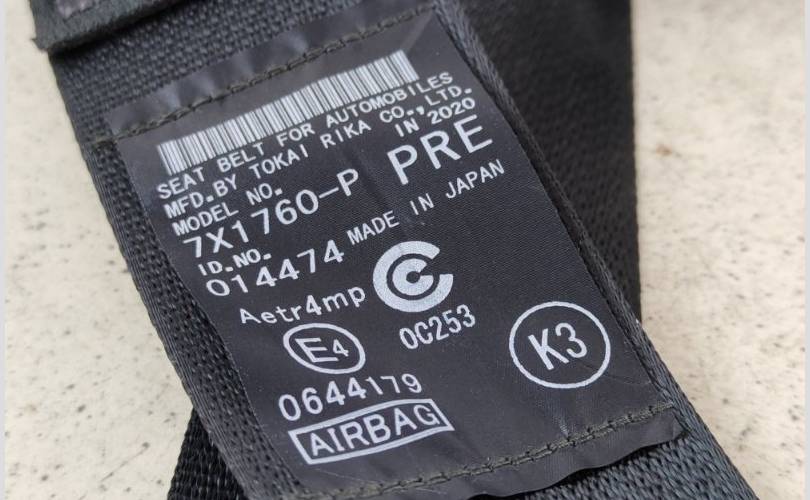 SEAT BELT FOR AUTOMOBILES
MFD.BY TOKAI RIKA CO.,LTD.
MODEL NO. IN 2020
7X1760-P PRE
ID.NO.
014474 MADE IN JAPAN
Aetr4mp
E4 0C253 K3
0644179
AIRBAG